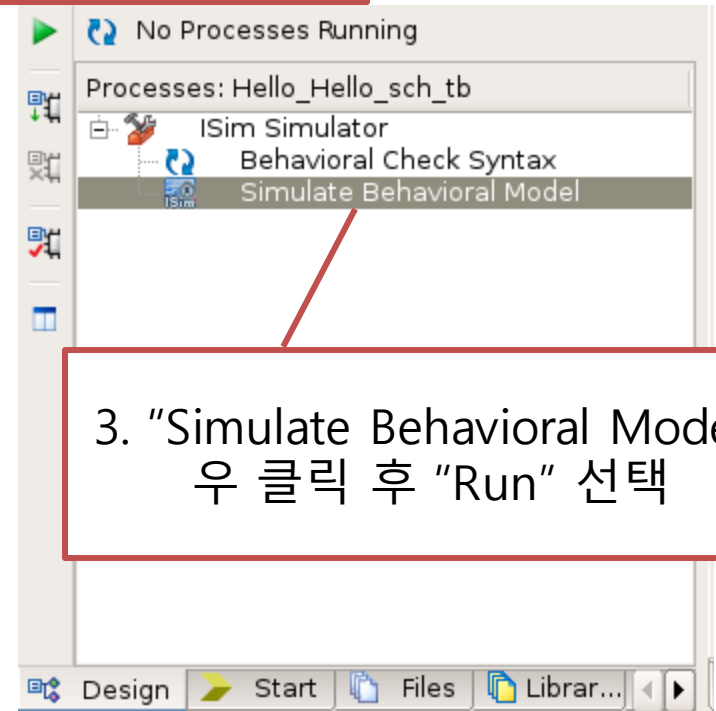 No Processes Running
Processes: Hello_Hello_sch_tb
ISim Simulator
Behavioral Check Syntax
ISim Simulate Behavioral Model
3. "Simulate Behavioral Mode
우 클릭 후 "Run" 선택
Design Start Files Librar...